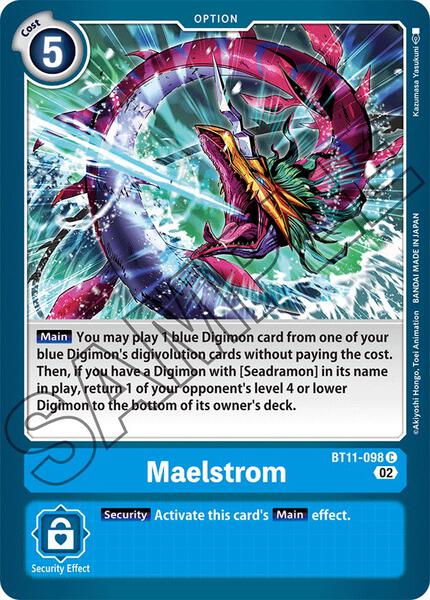 OPTION
Cost
5
Kazumasa Yasukuni
©Akiyoshi Hongo, Toei Animation BANDAI MADE IN JAPAN
SAMPLE
Main You may play 1 blue Digimon card from one of your
blue Digimon's digivolution cards without paying the cost.
Then, if you have a Digimon with [Seadramon] in its name
in play, return 1 of your opponent's level 4 or lower
Digimon to the bottom of its owner's deck.
BT11-098 C
Maelstrom
02
Security Activate this card's Main effect.
Security Effect